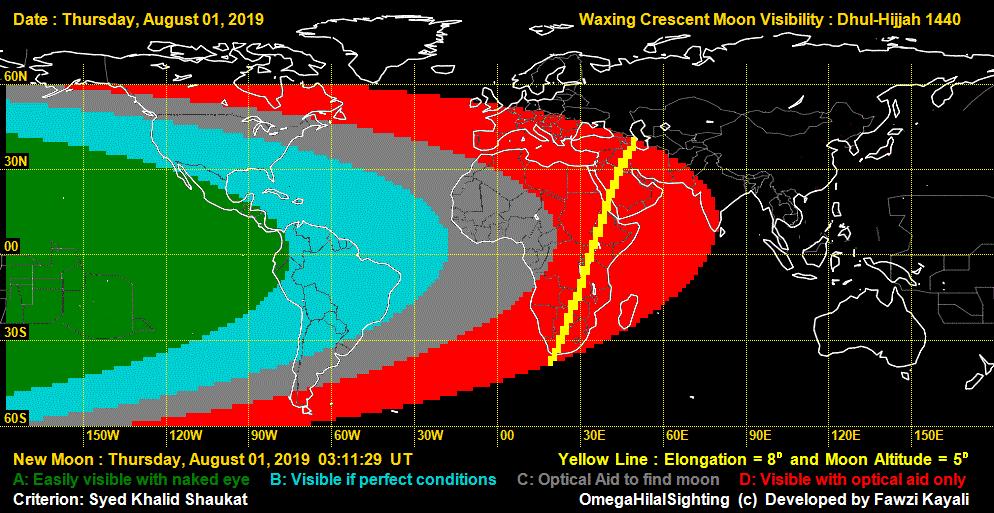 Date : Thursday, August 01, 2019 Waxing Crescent Moon Visibility : Dhul-Hijjah 1440
60N
30N
00
30S
60S
150W 120W 90W 60W 30W 00 30E 60E 90E 120E 150E
New Moon : Thursday, August 01, 2019 03:11:29 UT Yellow Line : Elongation = 8° and Moon Altitude = 5°
A: Easily visible with naked eye B: Visible if perfect conditions C: Optical Aid to find moon D: Visible with optical aid only
Criterion: Syed Khalid Shaukat OmegaHilalSighting (c) Developed by Fawzi Kayali